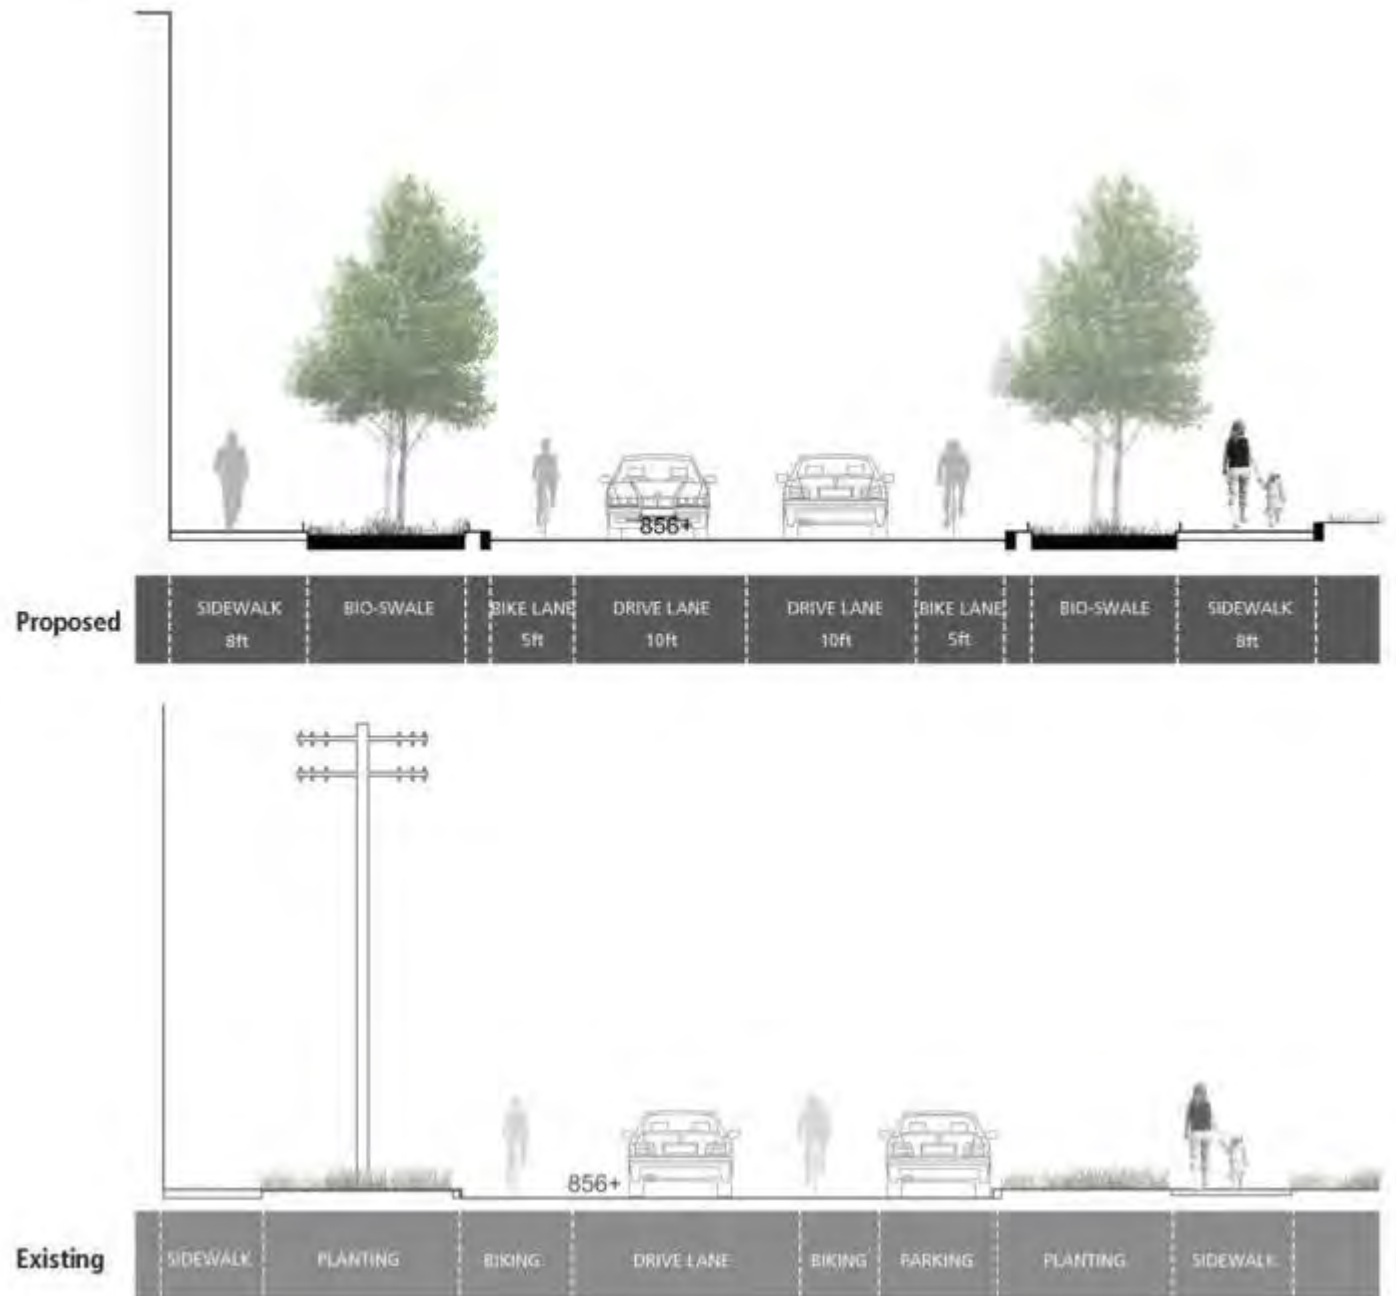 856+
Proposed
SIDEWALK BIO-SWALE BIKE LANE DRIVE LANE DRIVE LANE BIKE LANE BIO-SWALE SIDEWALK
8ft 5ft 10ft 10ft 5ft 8ft
856+
Existing
SIDEWALK PLANTING BIKING DRIVE LANE BIKING PARKING PLANTING SIDEWALK